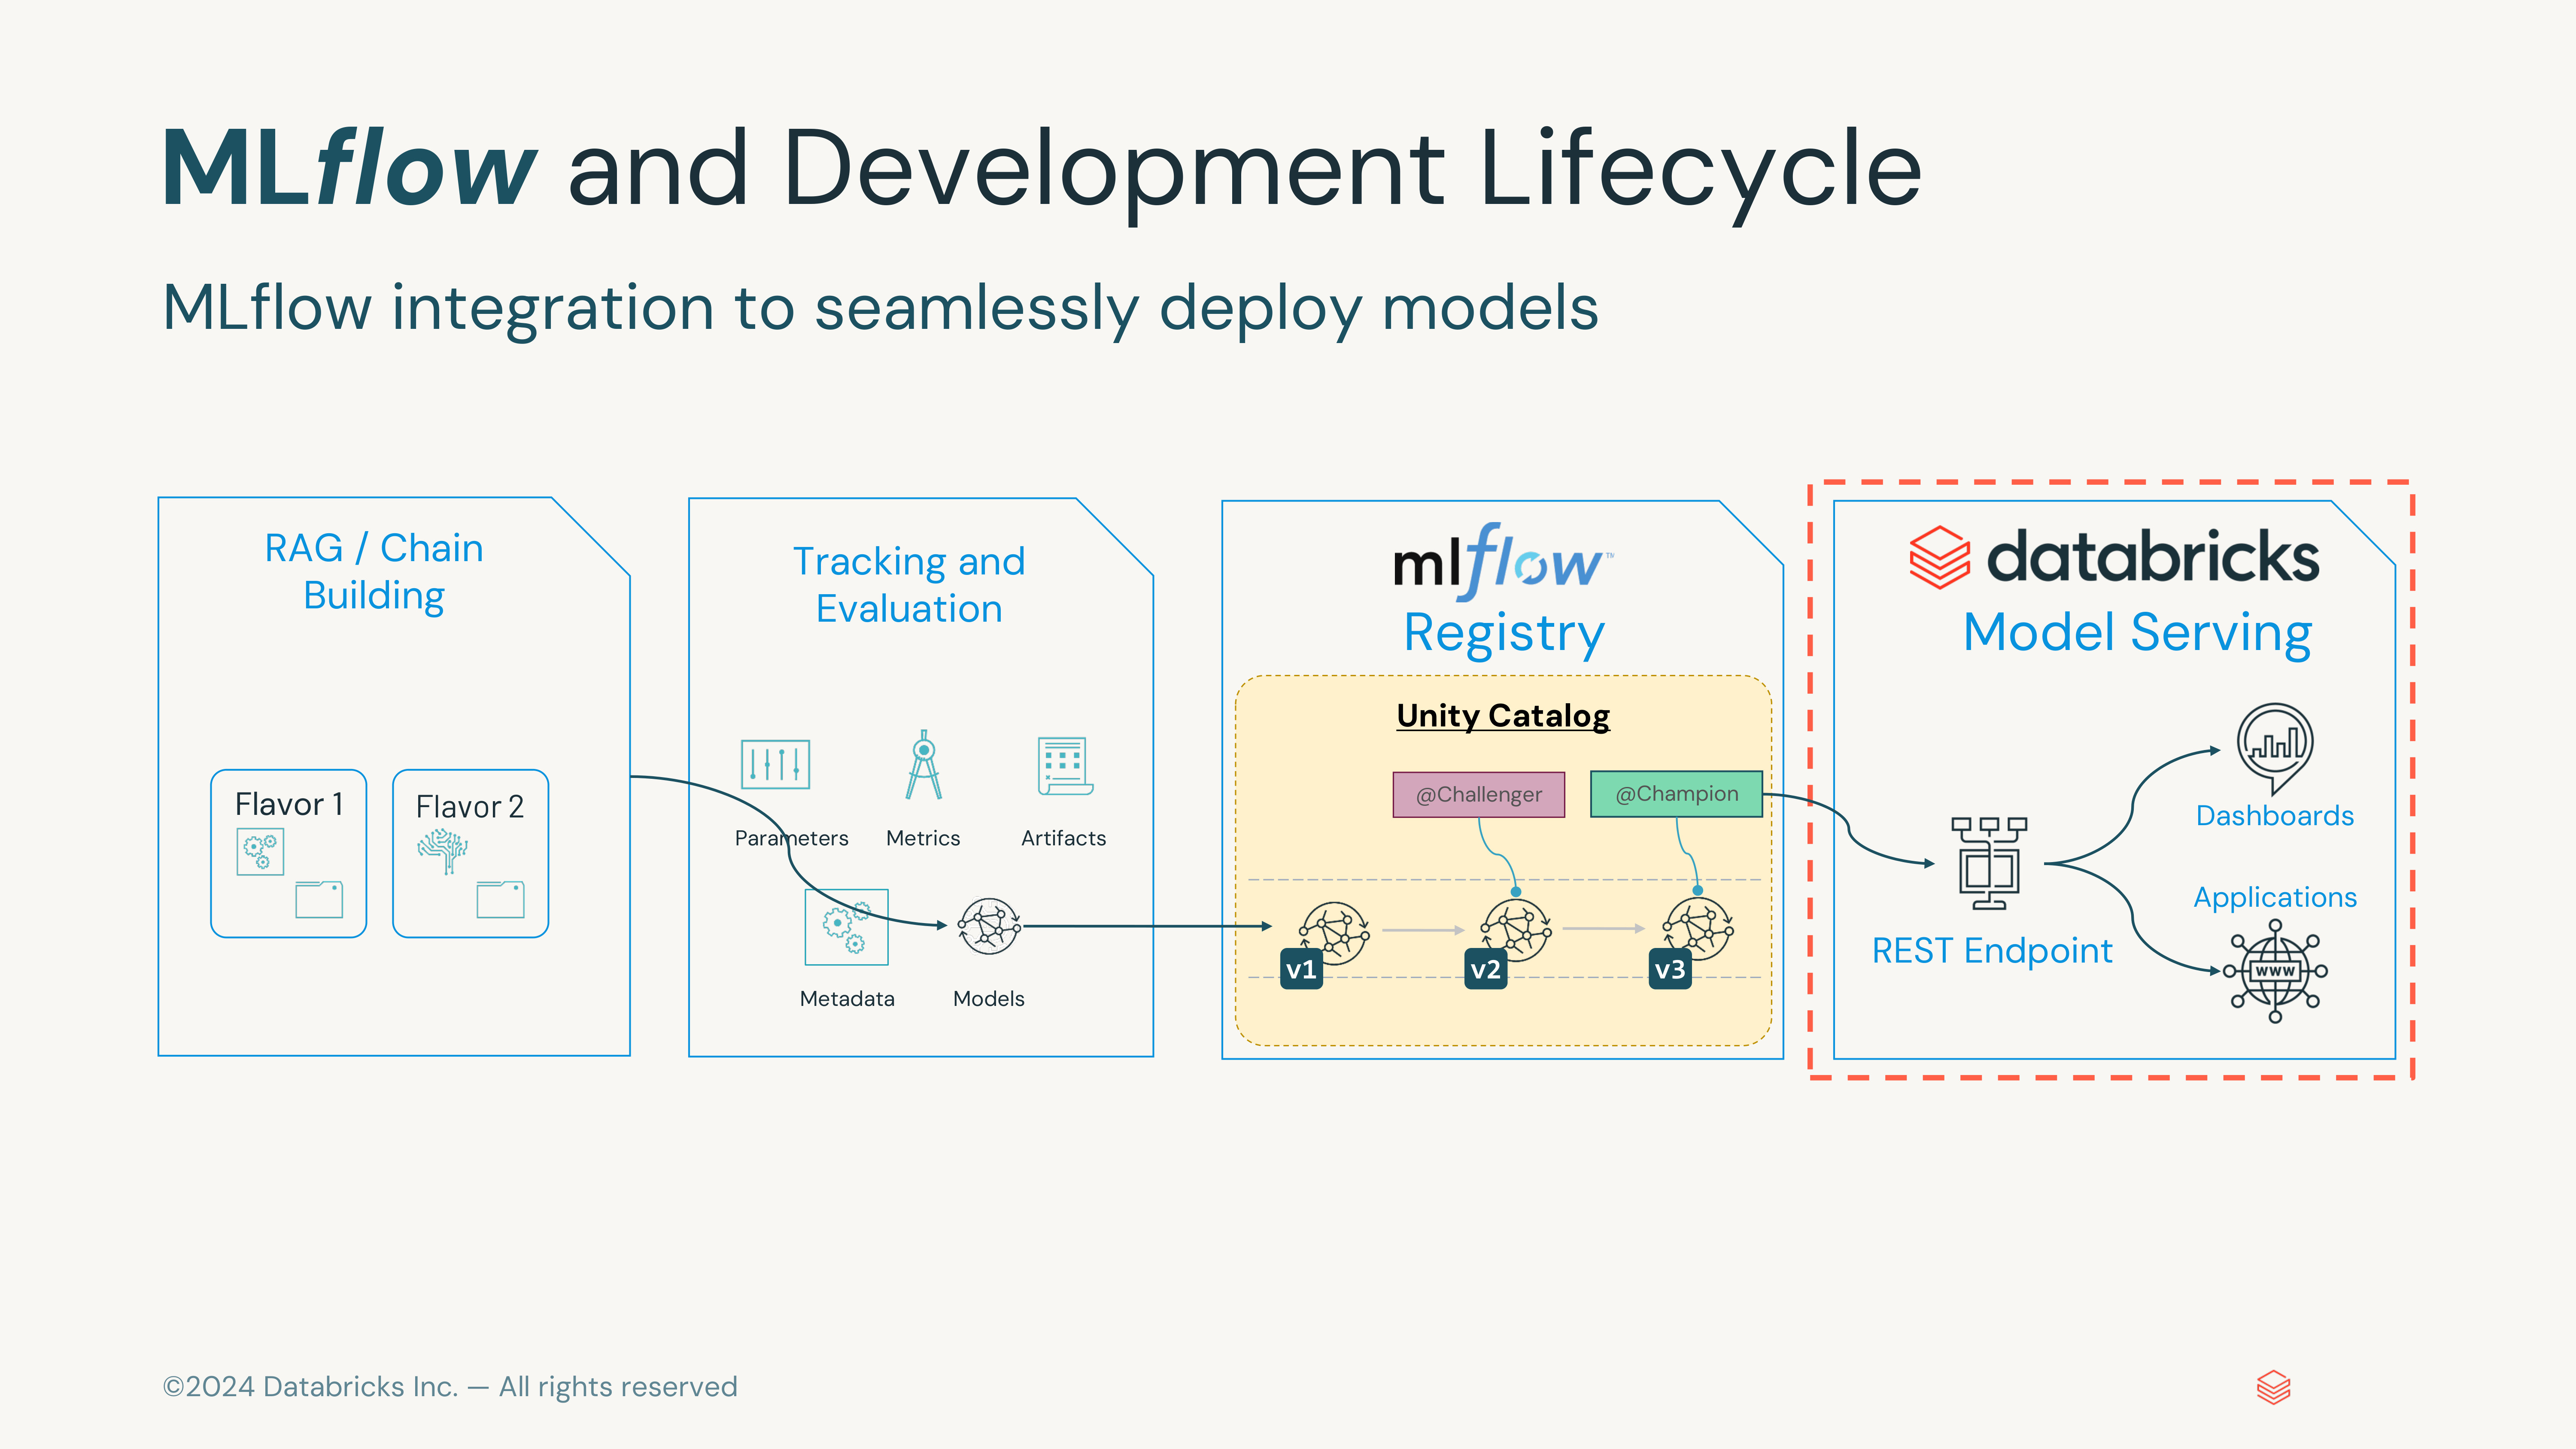 MLflow and Development Lifecycle
MLflow integration to seamlessly deploy models
RAG / Chain
Building
Flavor 1
Flavor 2
Tracking and
Evaluation
Parameters
Metrics
Artifacts
Metadata
Models
mlflow™
Registry
Unity Catalog
@Challenger
@Champion
v1
v2
v3
databricks
Model Serving
Dashboards
Applications
REST Endpoint
www
©2024 Databricks Inc. — All rights reserved